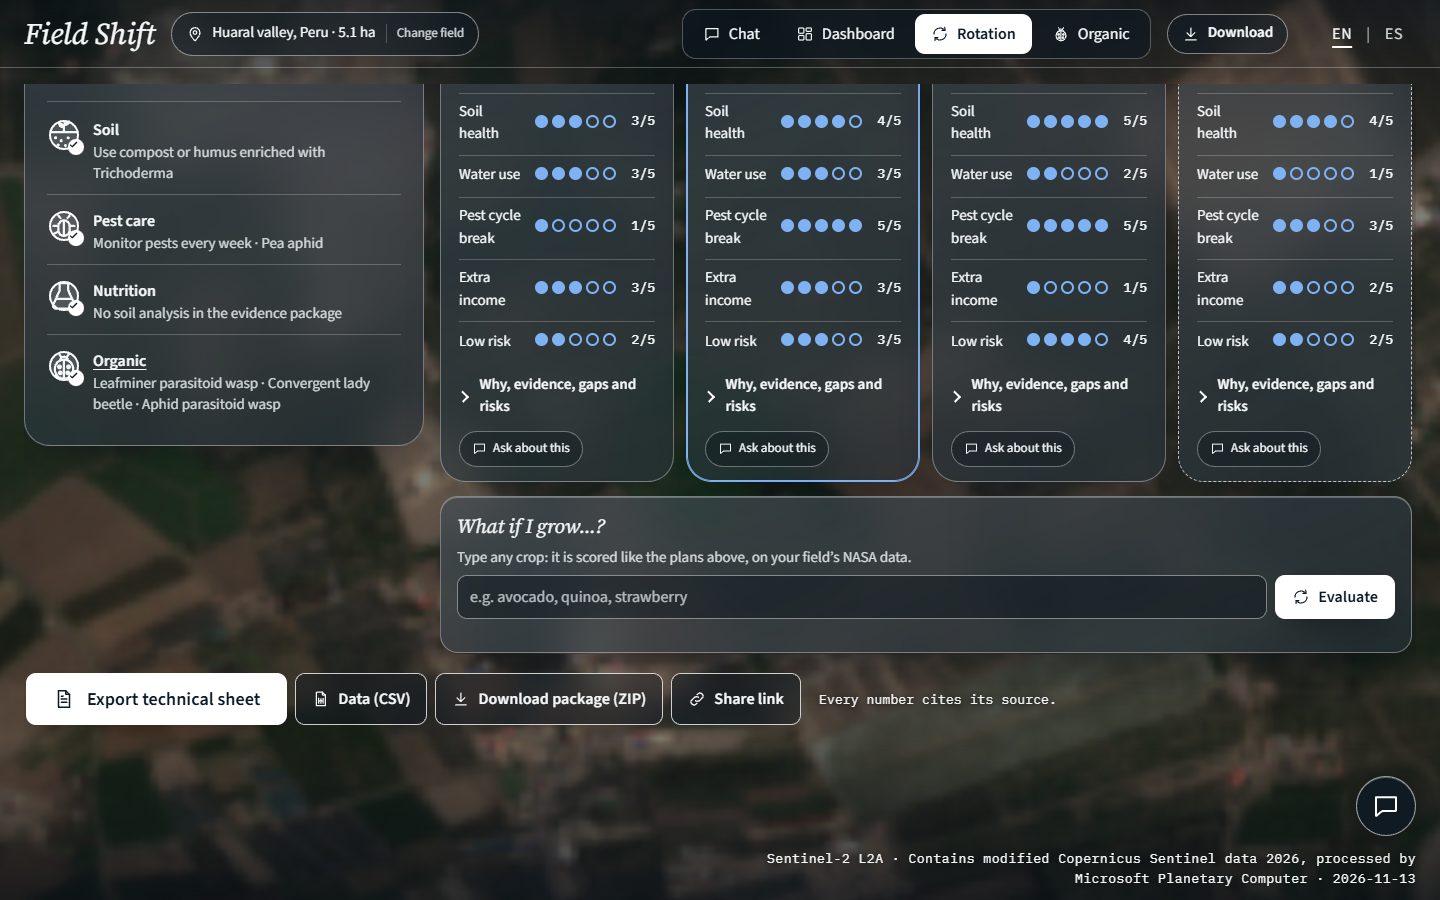 Field Shift
Huaral valley, Peru · 5.1 ha
Change field
Chat
Dashboard
Rotation
Organic
Download
EN | ES
Soil
Use compost or humus enriched with
Trichoderma
Pest care
Monitor pests every week · Pea aphid
Nutrition
No soil analysis in the evidence package
Organic
Leafminer parasitoid wasp · Convergent lady
beetle · Aphid parasitoid wasp
Soil
health
3/5
Water use
3/5
Pest cycle
break
1/5
Extra
income
3/5
Low risk
2/5
Why, evidence, gaps and
risks
Ask about this
Soil
health
4/5
Water use
3/5
Pest cycle
break
5/5
Extra
income
3/5
Low risk
3/5
Why, evidence, gaps and
risks
Ask about this
Soil
health
5/5
Water use
2/5
Pest cycle
break
5/5
Extra
income
1/5
Low risk
4/5
Why, evidence, gaps and
risks
Ask about this
Soil
health
4/5
Water use
1/5
Pest cycle
break
3/5
Extra
income
2/5
Low risk
2/5
Why, evidence, gaps and
risks
Ask about this
What if I grow...?
Type any crop: it is scored like the plans above, on your field's NASA data.
e.g. avocado, quinoa, strawberry
Evaluate
Export technical sheet
Data (CSV)
Download package (ZIP)
Share link
Every number cites its source.
Sentinel-2 L2A · Contains modified Copernicus Sentinel data 2026, processed by
Microsoft Planetary Computer · 2026-11-13